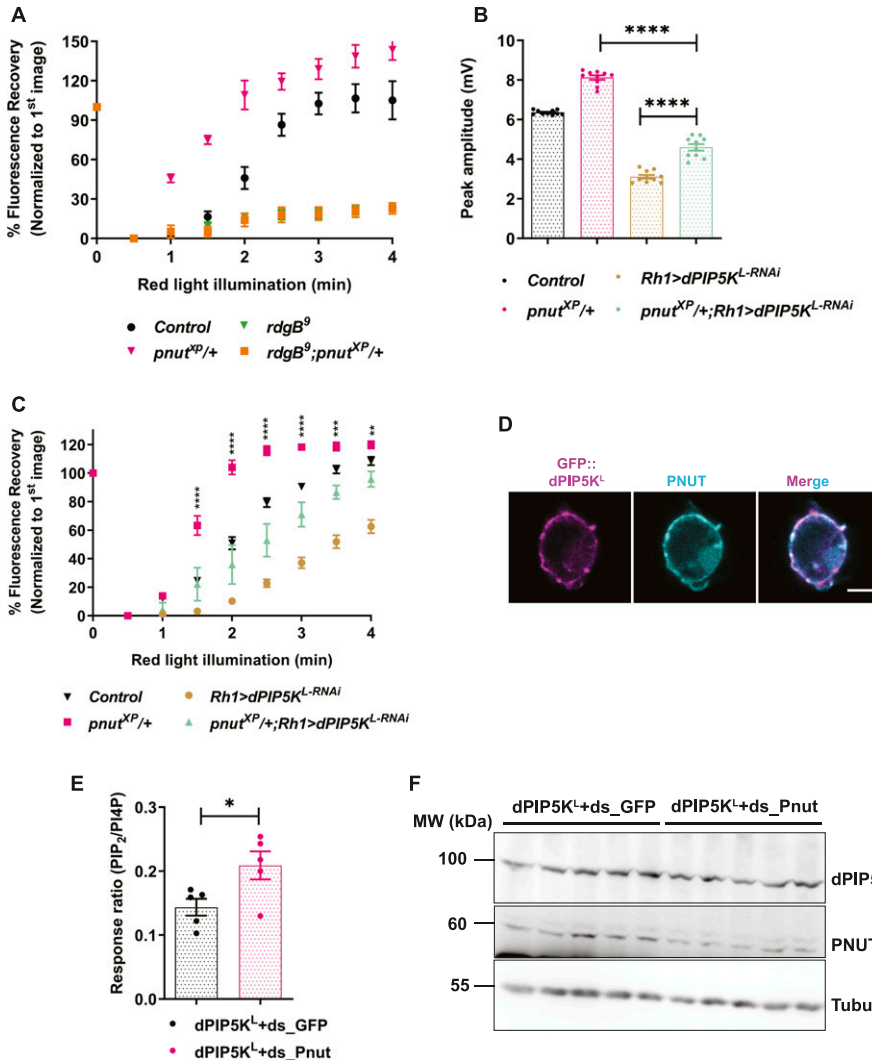 A
% Fluorescence Recovery
(Normalized to 1st image)
150
120
90
60
30
0
0 1 2 3 4
Red light illumination (min)
Control
rdgB9
pnutxp/+
rdgB9;pnutXP/+
B
Peak amplitude (mV)
10
8
6
4
2
0
****
****
Control
Rh1>dPIP5KL-RNAi
pnutXP/+
pnutXP/+;Rh1>dPIP5KL-RNAi
C
% Fluorescence Recovery
(Normalized to 1st image)
120
100
80
60
40
20
0
**** **** **** **** *** **
0 1 2 3 4
Red light illumination (min)
Control
Rh1>dPIP5KL-RNAi
pnutXP/+
pnutXP/+;Rh1>dPIP5KL-RNAi
D
GFP::
dPIP5KL
PNUT
Merge
E
Response ratio (PIP2/PI4P)
0.3
0.2
0.1
0.0
*
dPIP5KL+ds_GFP
dPIP5KL+ds_Pnut
F
dPIP5KL+ds_GFP dPIP5KL+ds_Pnut
MW (kDa)
100
dPIP5
60
PNUT
55
Tubu